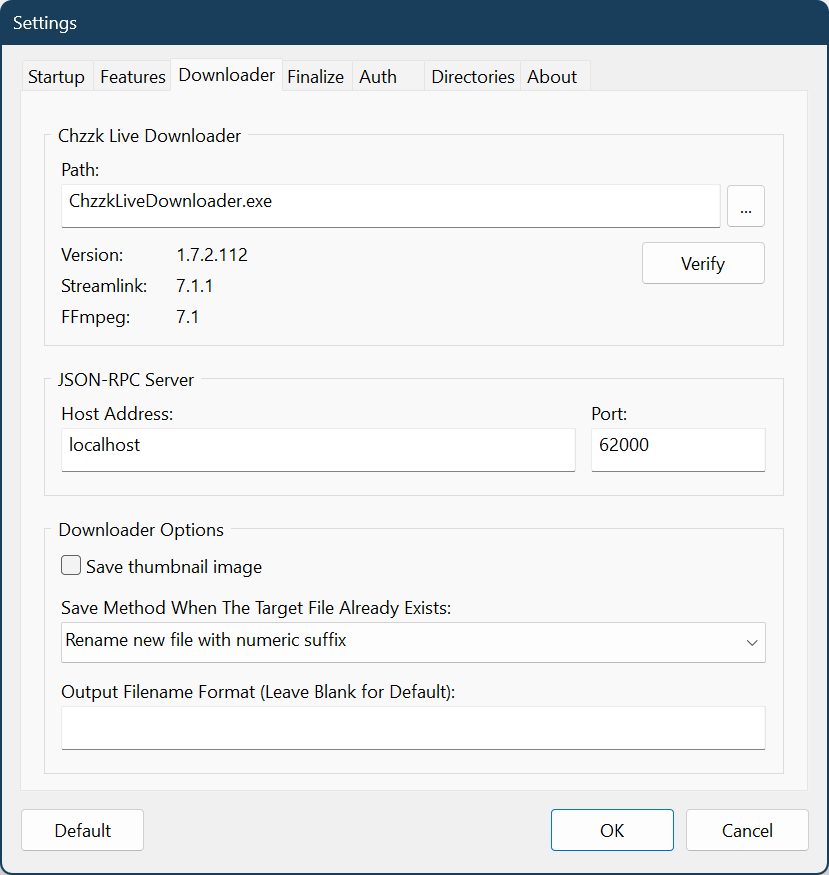 Settings
Startup Features Downloader Finalize Auth Directories About
Chzzk Live Downloader
Path:
ChzzkLiveDownloader.exe
...
Version: 1.7.2.112
Verify
Streamlink: 7.1.1
FFmpeg: 7.1
JSON-RPC Server
Host Address: Port:
localhost 62000
Downloader Options
Save thumbnail image
Save Method When The Target File Already Exists:
Rename new file with numeric suffix
Output Filename Format (Leave Blank for Default):
Default OK Cancel